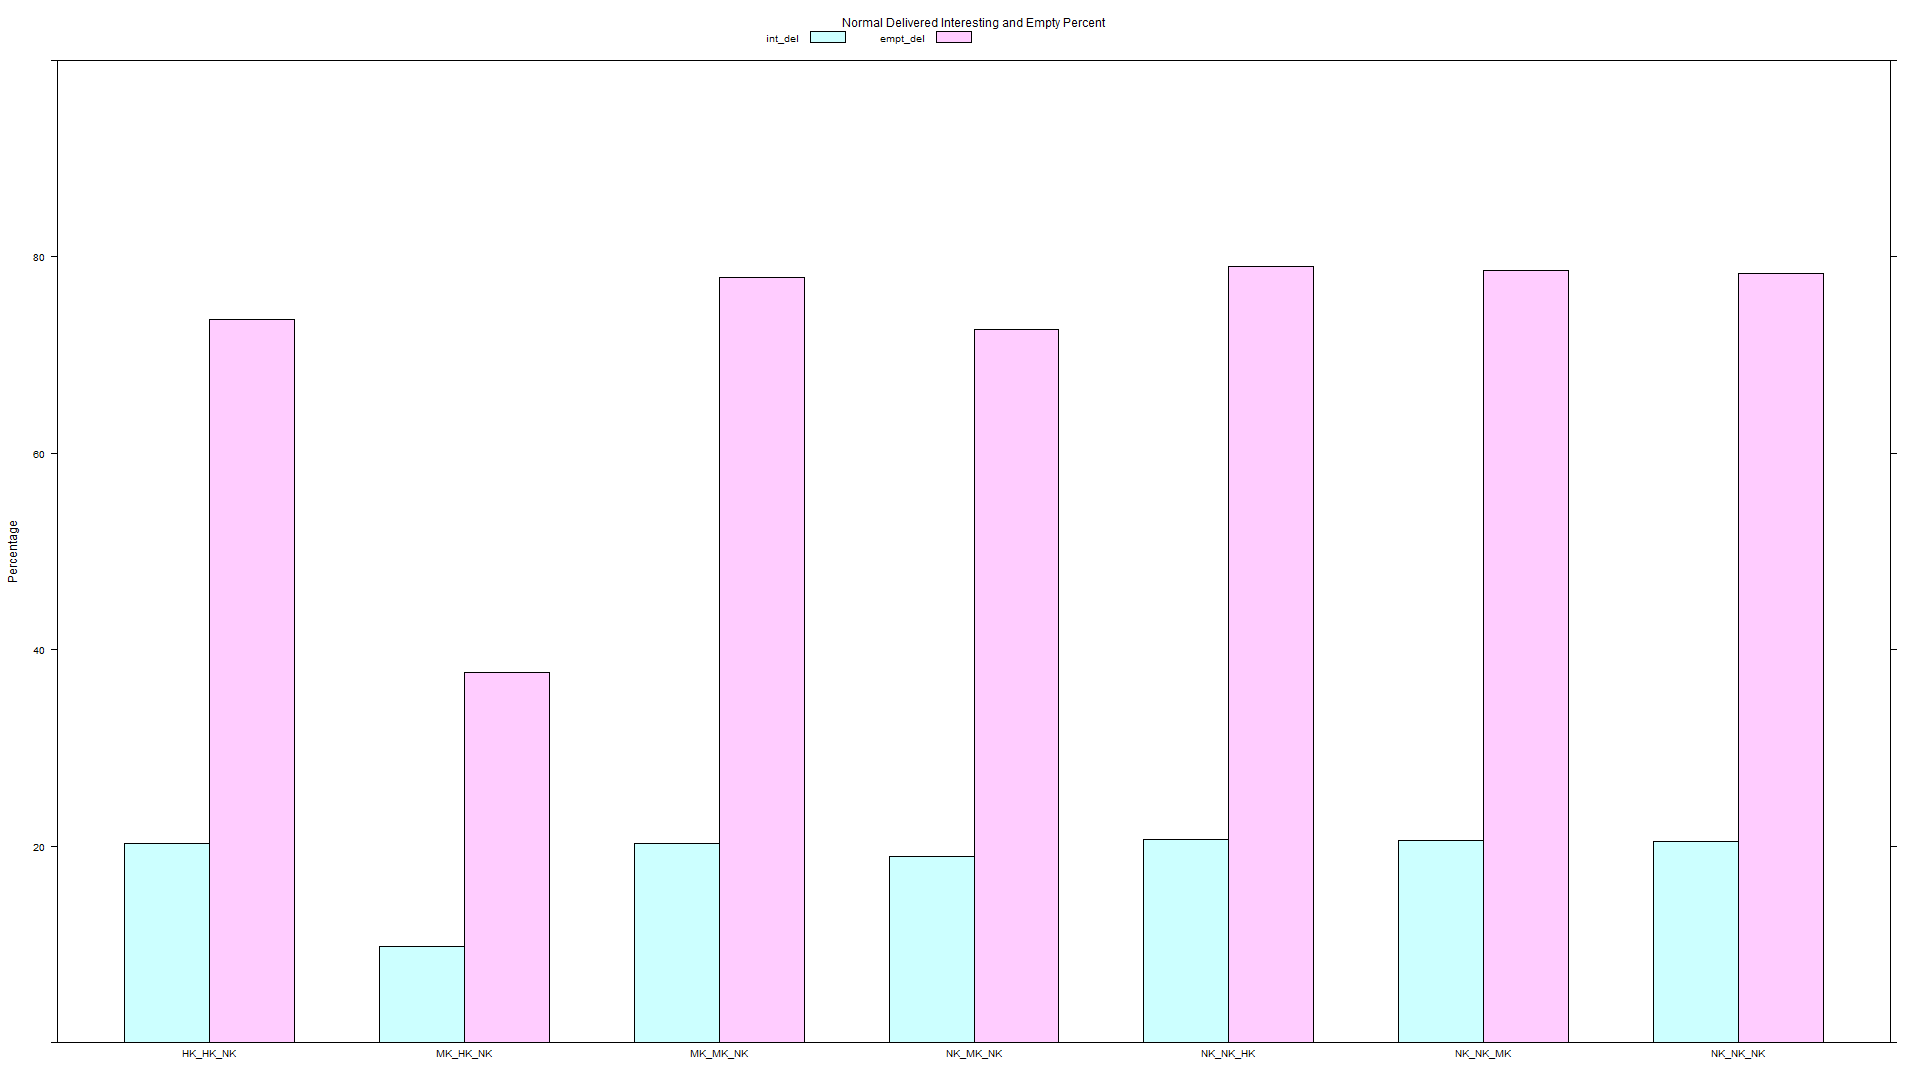 Normal Delivered Interesting and Empty Percent
int_del empt_del
80
60
40
20
Percentage
HK_HK_NK MK_HK_NK MK_MK_NK NK_MK_NK NK_NK_HK NK_NK_MK NK_NK_NK